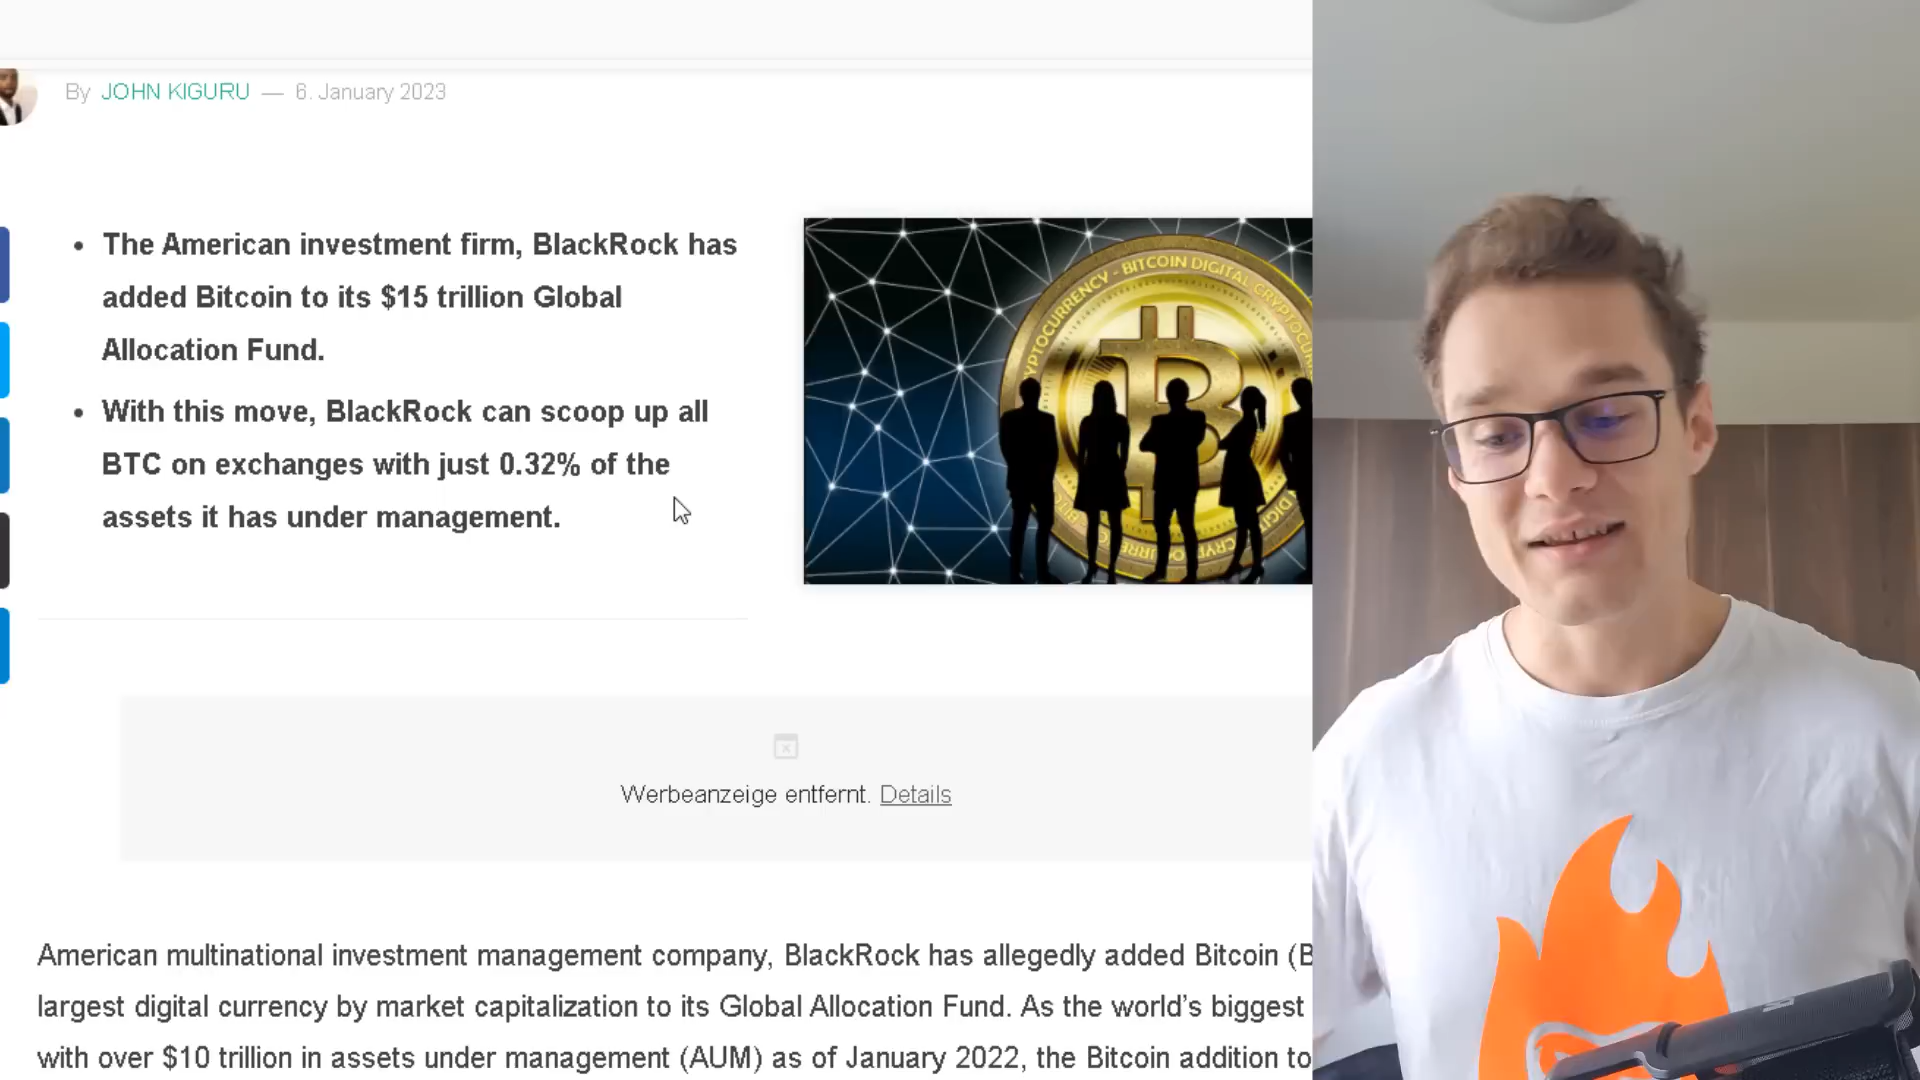 By JOHN KIGURU — 6. January 2023
• The American investment firm, BlackRock has
added Bitcoin to its $15 trillion Global
Allocation Fund.
• With this move, BlackRock can scoop up all
BTC on exchanges with just 0.32% of the
assets it has under management.
CRYPTOCURRENCY - BITCOIN DIGITAL CRYPTOCUR
B
Werbeanzeige entfernt. Details
American multinational investment management company, BlackRock has allegedly added Bitcoin (B
largest digital currency by market capitalization to its Global Allocation Fund. As the world's biggest
with over $10 trillion in assets under management (AUM) as of January 2022, the Bitcoin addition to